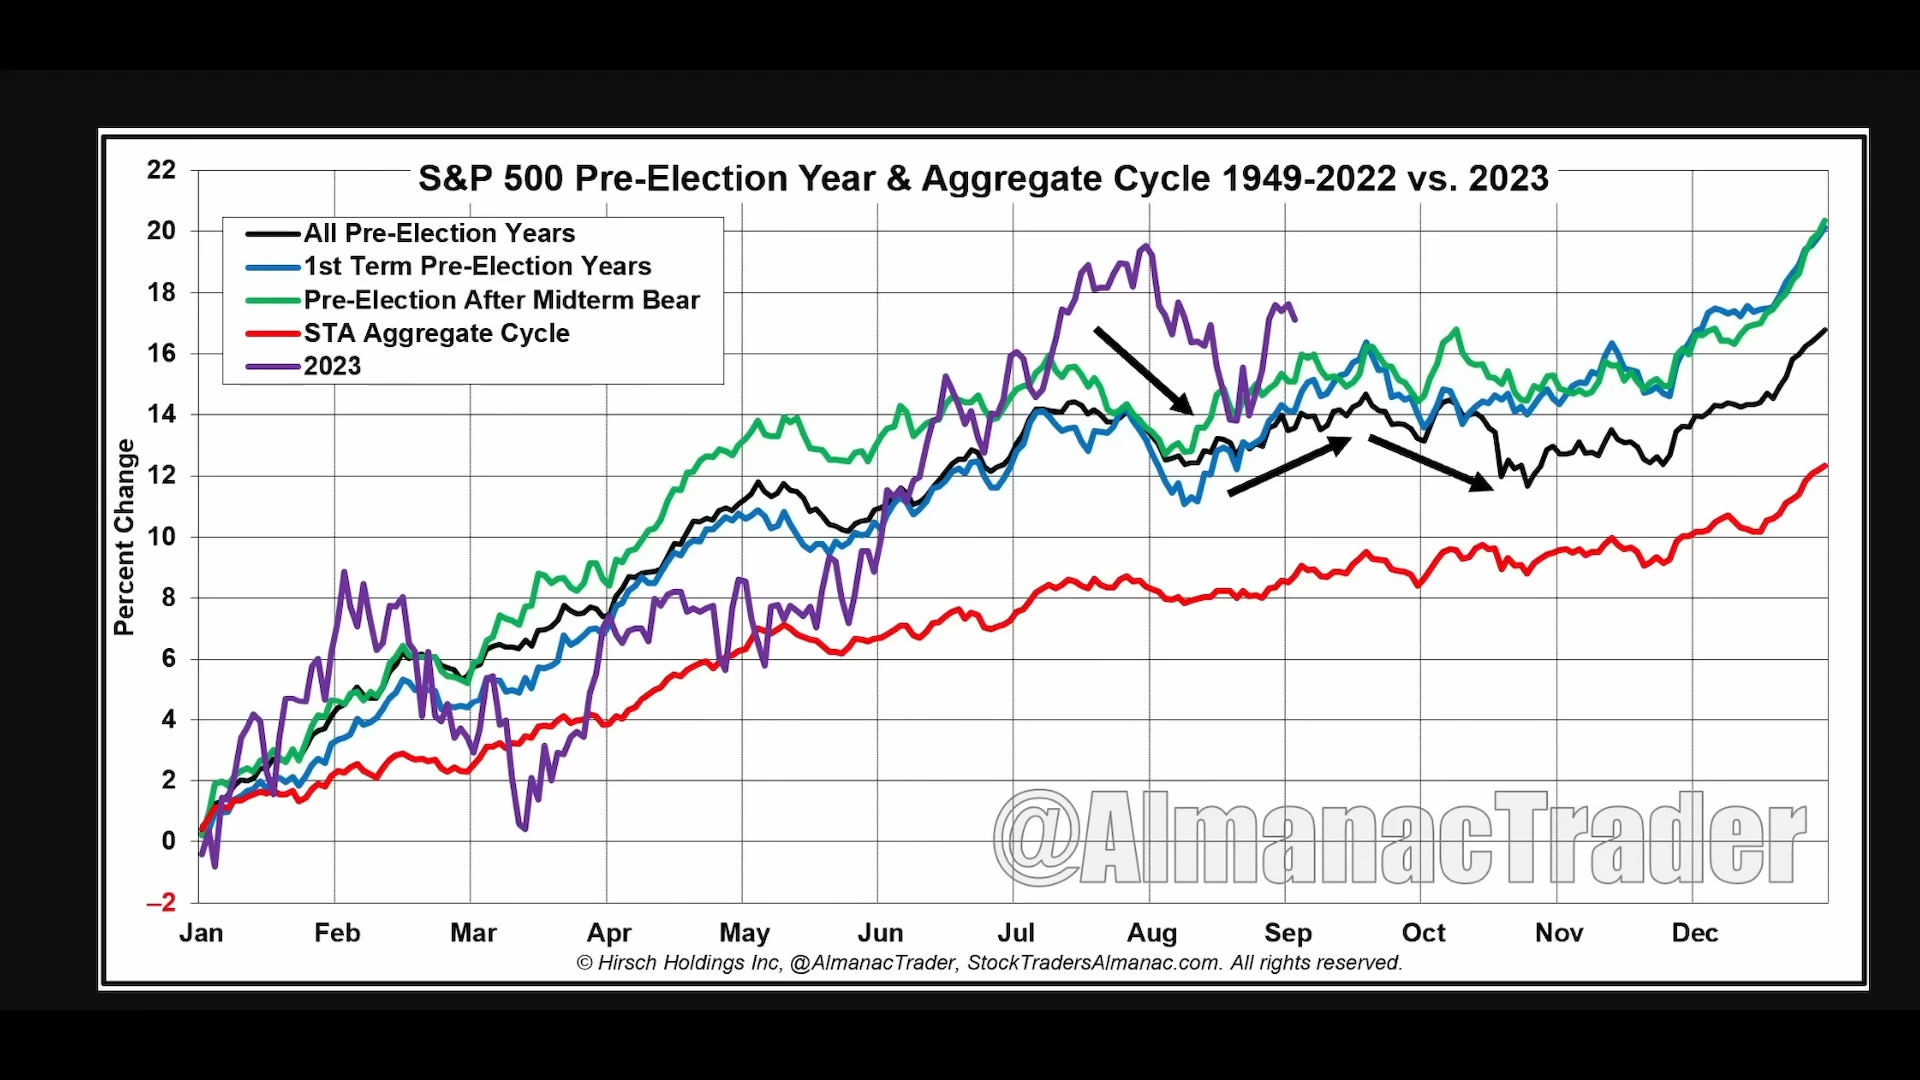 S&P 500 Pre-Election Year & Aggregate Cycle 1949-2022 vs. 2023
All Pre-Election Years
1st Term Pre-Election Years
Pre-Election After Midterm Bear
STA Aggregate Cycle
2023
Percent Change
22
20
18
16
14
12
10
8
6
4
2
0
–2
Jan Feb Mar Apr May Jun Jul Aug Sep Oct Nov Dec
@AlmanacTrader
© Hirsch Holdings Inc, @AlmanacTrader, StockTradersAlmanac.com. All rights reserved.